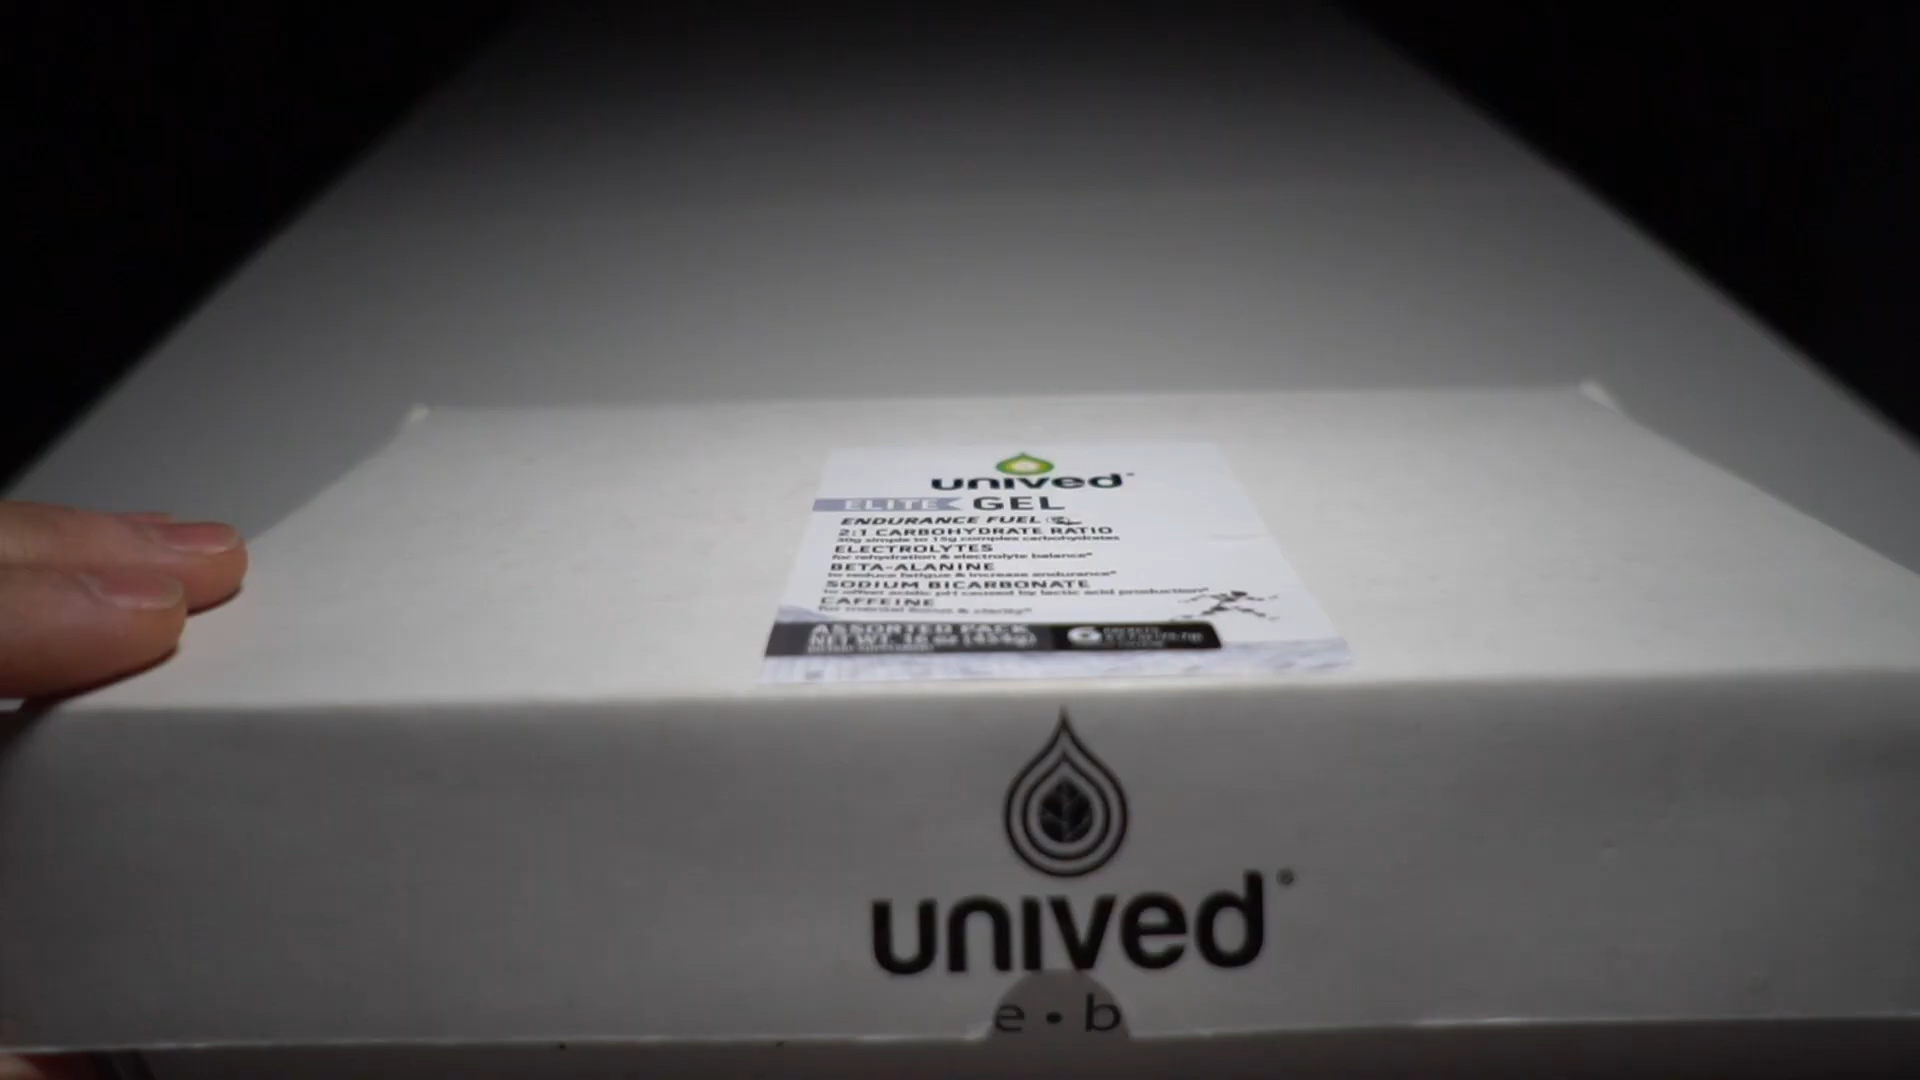 unived
ELITE GEL
ENDURANCE FUEL
2:1 CARBOHYDRATE RATIO
30g simple to 15g complex carbohydrates
ELECTROLYTES
for rehydration & electrolyte balance*
BETA-ALANINE
to reduce fatigue & increase endurance*
SODIUM BICARBONATE
to offset acidic pH caused by lactic acid production*
CAFFEINE
for mental focus & clarity*
ASSORTED PACK
NET WT. 16 oz (454g)
6
unived®
e • b